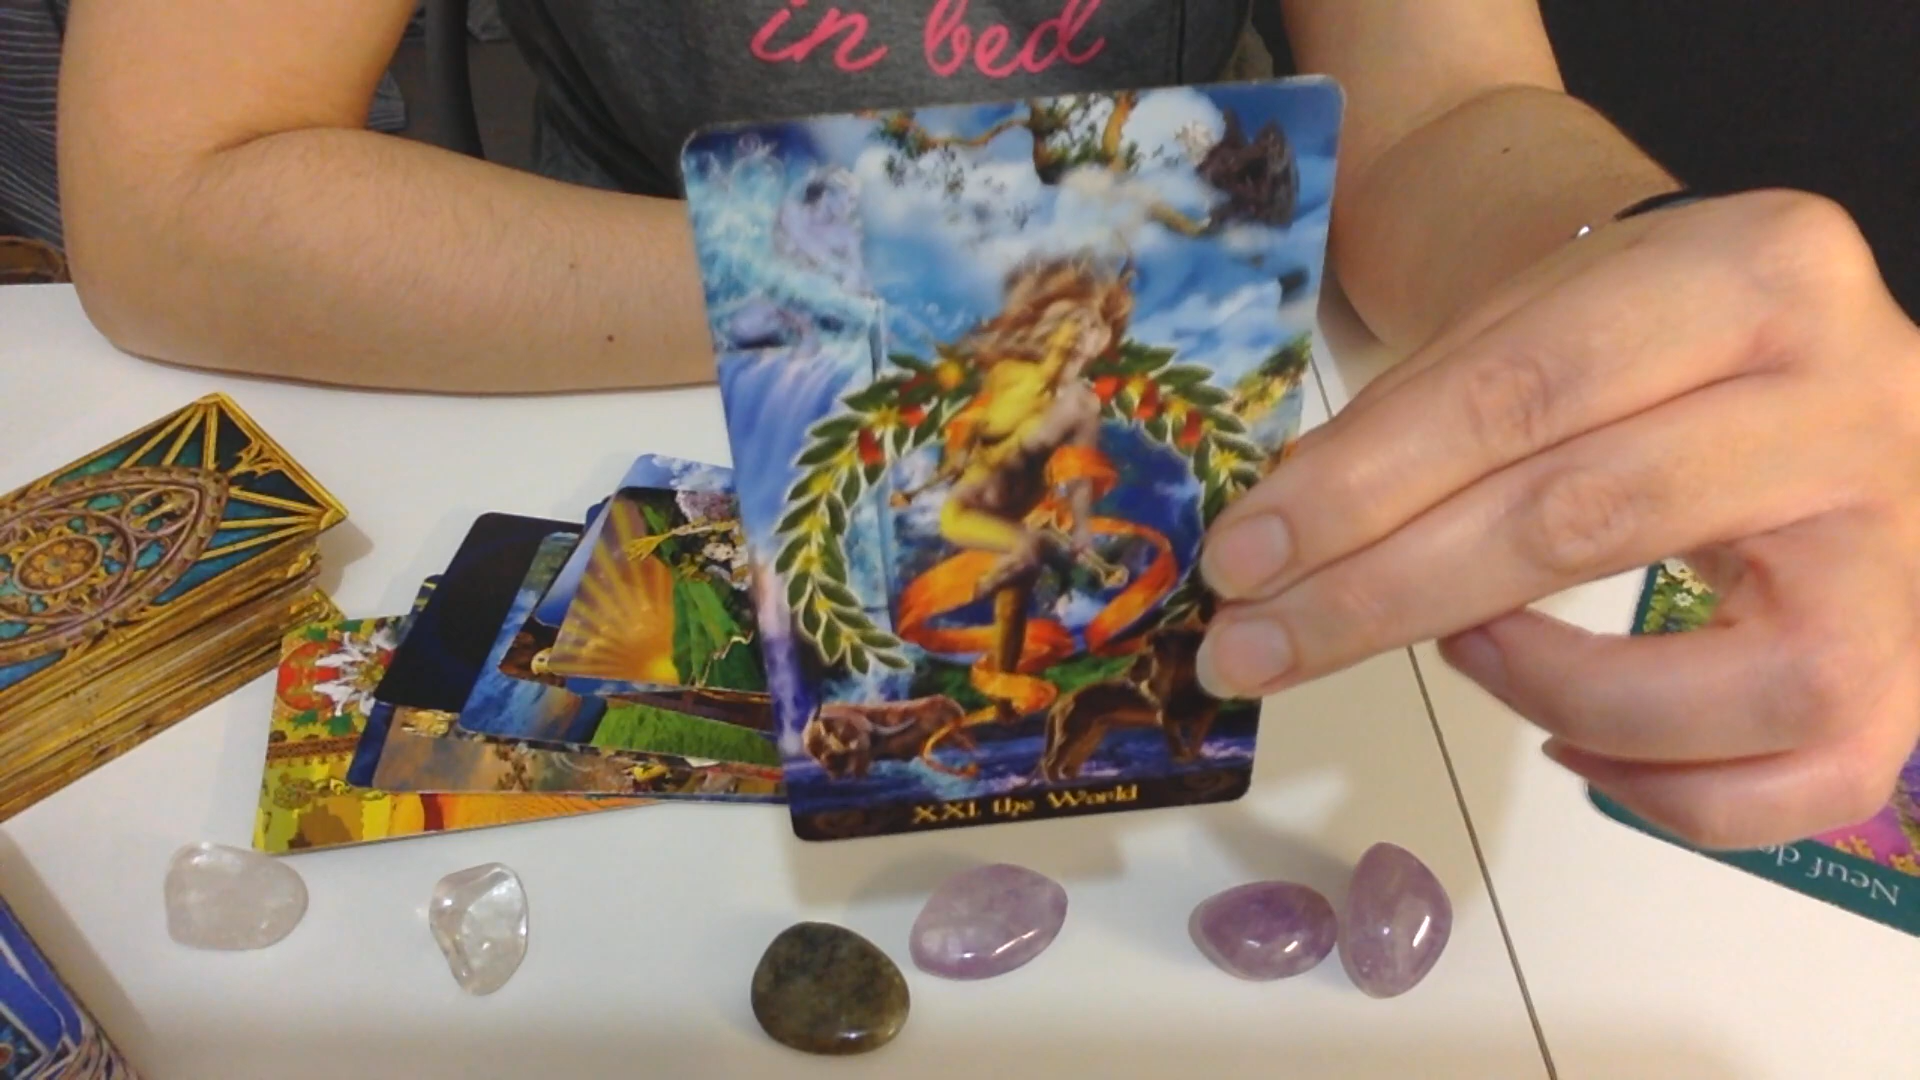 in bed
XXI. the World
Neuf de